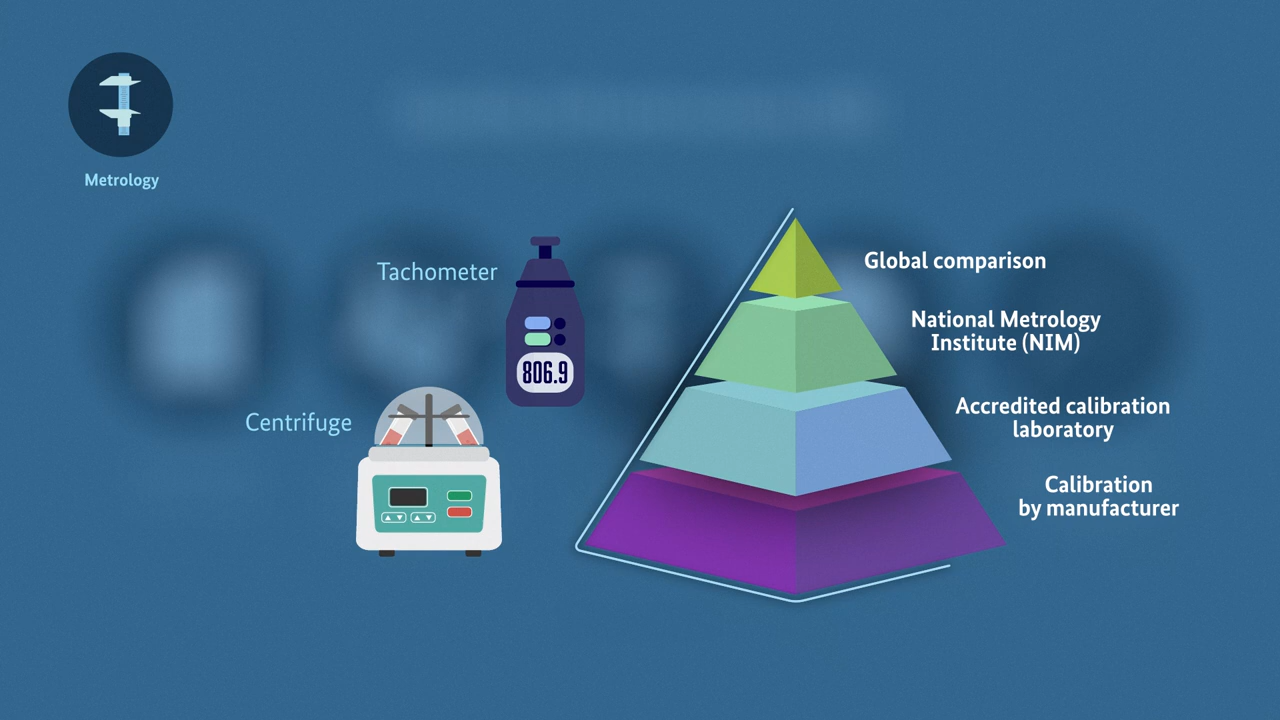 Metrology
Tachometer
806.9
Centrifuge
Global comparison
National Metrology
Institute (NIM)
Accredited calibration
laboratory
Calibration
by manufacturer